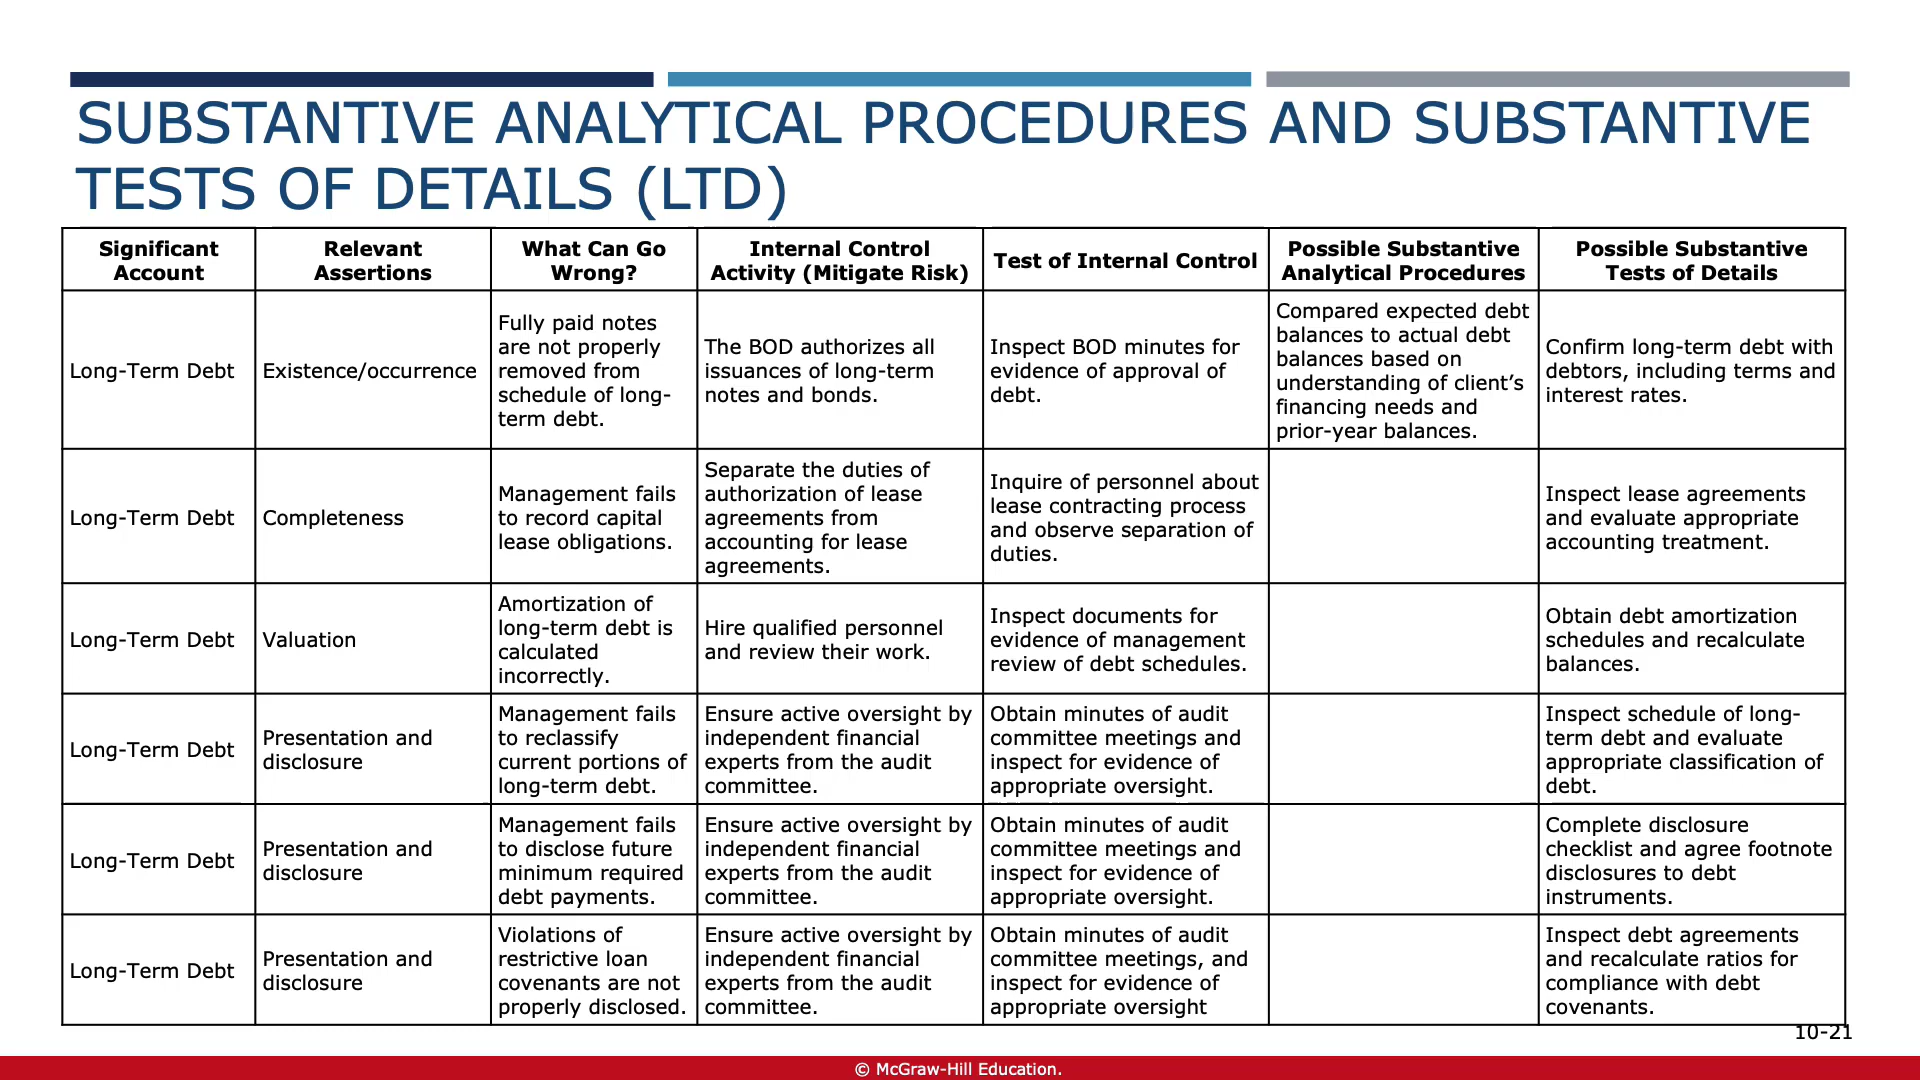 SUBSTANTIVE ANALYTICAL PROCEDURES AND SUBSTANTIVE
TESTS OF DETAILS (LTD)
Significant
Account
Relevant
Assertions
What Can Go
Wrong?
Internal Control
Activity (Mitigate Risk)
Test of Internal Control
Possible Substantive
Analytical Procedures
Possible Substantive
Tests of Details
Long-Term Debt
Existence/occurrence
Fully paid notes
are not properly
removed from
schedule of long-
term debt.
The BOD authorizes all
issuances of long-term
notes and bonds.
Inspect BOD minutes for
evidence of approval of
debt.
Compared expected debt
balances to actual debt
balances based on
understanding of client’s
financing needs and
prior-year balances.
Confirm long-term debt with
debtors, including terms and
interest rates.
Long-Term Debt
Completeness
Management fails
to record capital
lease obligations.
Separate the duties of
authorization of lease
agreements from
accounting for lease
agreements.
Inquire of personnel about
lease contracting process
and observe separation of
duties.
Inspect lease agreements
and evaluate appropriate
accounting treatment.
Long-Term Debt
Valuation
Amortization of
long-term debt is
calculated
incorrectly.
Hire qualified personnel
and review their work.
Inspect documents for
evidence of management
review of debt schedules.
Obtain debt amortization
schedules and recalculate
balances.
Long-Term Debt
Presentation and
disclosure
Management fails
to reclassify
current portions of
long-term debt.
Ensure active oversight by
independent financial
experts from the audit
committee.
Obtain minutes of audit
committee meetings and
inspect for evidence of
appropriate oversight.
Inspect schedule of long-
term debt and evaluate
appropriate classification of
debt.
Long-Term Debt
Presentation and
disclosure
Management fails
to disclose future
minimum required
debt payments.
Ensure active oversight by
independent financial
experts from the audit
committee.
Obtain minutes of audit
committee meetings and
inspect for evidence of
appropriate oversight.
Complete disclosure
checklist and agree footnote
disclosures to debt
instruments.
Long-Term Debt
Presentation and
disclosure
Violations of
restrictive loan
covenants are not
properly disclosed.
Ensure active oversight by
independent financial
experts from the audit
committee.
Obtain minutes of audit
committee meetings, and
inspect for evidence of
appropriate oversight
Inspect debt agreements
and recalculate ratios for
compliance with debt
covenants.
10-21
© McGraw-Hill Education.